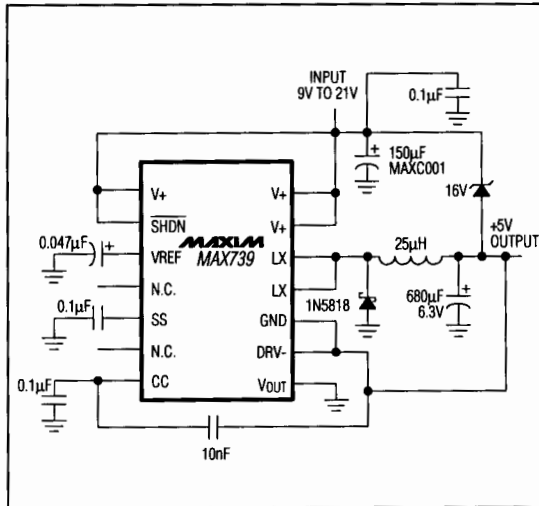 INPUT
9V TO 21V
0.1µF
150µF
MAXC001
16V
+5V
OUTPUT
V+
V+
SHDN
V+
0.047µF
+
VREF
MAXIM
MAX739
LX
25µH
N.C.
LX
1N5818
680µF
6.3V
0.1µF
SS
GND
N.C.
DRV-
0.1µF
CC
VOUT
10nF
+
+